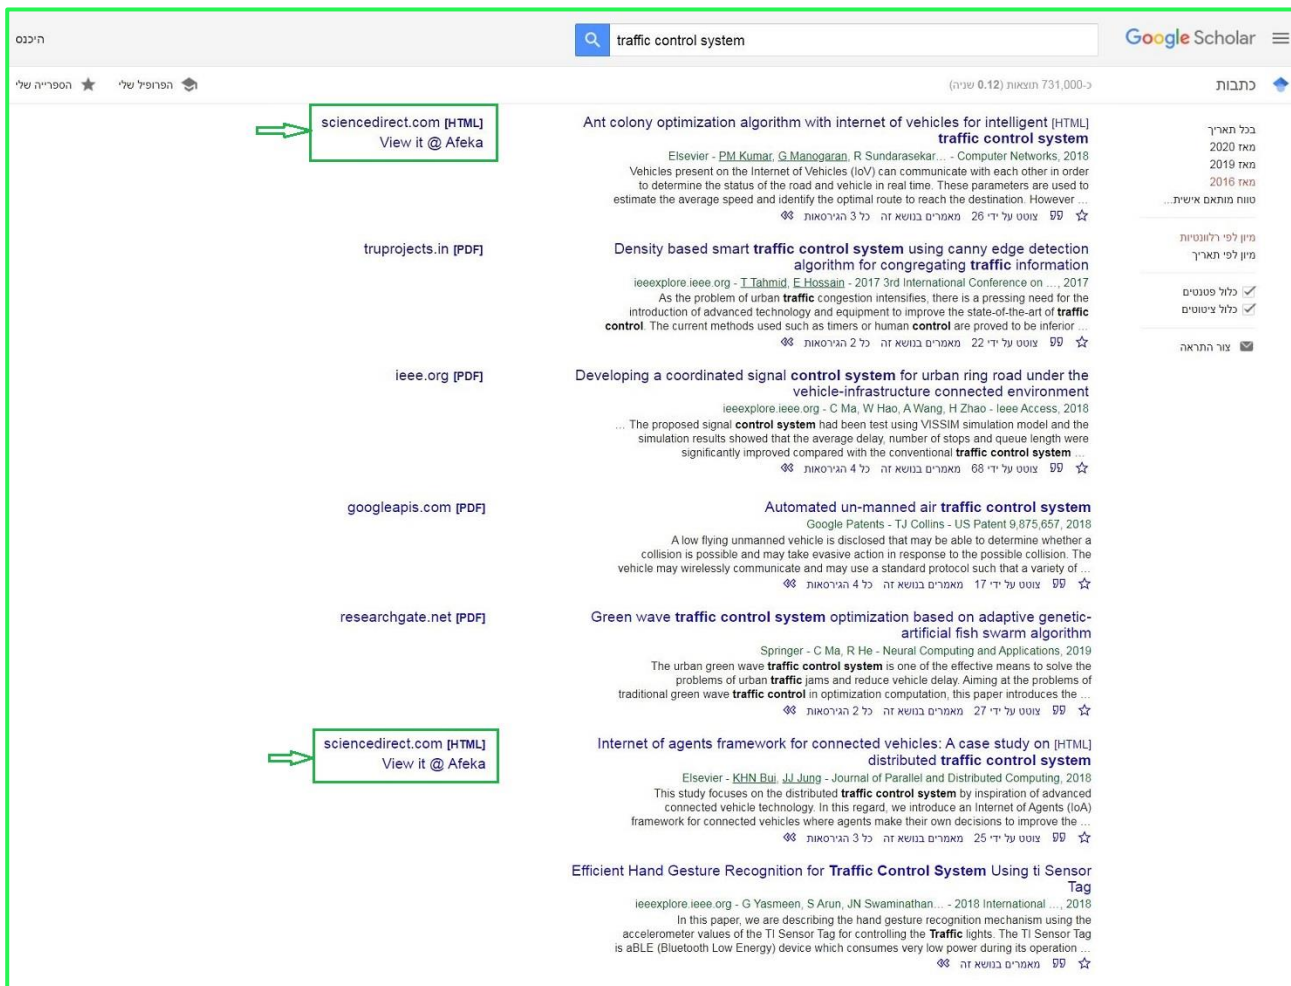 Google Scholar
traffic control system
היכנס
כתבות
כ-731,000 תוצאות (0.12 שניה)
הפרופיל שלי
הספרייה שלי
בכל תאריך
מאז 2020
מאז 2019
מאז 2016
טווח מותאם אישית...
מיון לפי רלוונטיות
מיון לפי תאריך
כלול פטנטים
כלול ציטוטים
צור התראה
Ant colony optimization algorithm with internet of vehicles for intelligent [HTML]
traffic control system
Elsevier - PM Kumar, G Manogaran, R Sundarasekar... - Computer Networks, 2018
Vehicles present on the Internet of Vehicles (IoV) can communicate with each other in order
to determine the status of the road and vehicle in real time. These parameters are used to
estimate the average speed and identify the optimal route to reach the destination. However ...
צוטט על ידי 26 מאמרים בנושא זה כל 3 הגירסאות
sciencedirect.com [HTML]
View it @ Afeka
Density based smart traffic control system using canny edge detection
algorithm for congregating traffic information
ieeexplore.ieee.org - T Tahmid, E Hossain - 2017 3rd International Conference on ..., 2017
As the problem of urban traffic congestion intensifies, there is a pressing need for the
introduction of advanced technology and equipment to improve the state-of-the-art of traffic
control. The current methods used such as timers or human control are proved to be inferior ...
צוטט על ידי 22 מאמרים בנושא זה כל 2 הגירסאות
truprojects.in [PDF]
Developing a coordinated signal control system for urban ring road under the
vehicle-infrastructure connected environment
ieeexplore.ieee.org - C Ma, W Hao, A Wang, H Zhao - Ieee Access, 2018
... The proposed signal control system had been test using VISSIM simulation model and the
simulation results showed that the average delay, number of stops and queue length were
significantly improved compared with the conventional traffic control system ...
צוטט על ידי 68 מאמרים בנושא זה כל 4 הגירסאות
ieee.org [PDF]
Automated un-manned air traffic control system
Google Patents - TJ Collins - US Patent 9,875,657, 2018
A low flying unmanned vehicle is disclosed that may be able to determine whether a
collision is possible and may take evasive action in response to the possible collision. The
vehicle may wirelessly communicate and may use a standard protocol such that a variety of ...
צוטט על ידי 17 מאמרים בנושא זה כל 4 הגירסאות
googleapis.com [PDF]
Green wave traffic control system optimization based on adaptive genetic-
artificial fish swarm algorithm
Springer - C Ma, R He - Neural Computing and Applications, 2019
The urban green wave traffic control system is one of the effective means to solve the
problems of urban traffic jams and reduce vehicle delay. Aiming at the problems of
traditional green wave traffic control in optimization computation, this paper introduces the ...
צוטט על ידי 27 מאמרים בנושא זה כל 2 הגירסאות
researchgate.net [PDF]
Internet of agents framework for connected vehicles: A case study on [HTML]
distributed traffic control system
Elsevier - KHN Bui, JJ Jung - Journal of Parallel and Distributed Computing, 2018
This study focuses on the distributed traffic control system by inspiration of advanced
connected vehicle technology. In this regard, we introduce an Internet of Agents (IoA)
framework for connected vehicles where agents make their own decisions to improve the ...
צוטט על ידי 25 מאמרים בנושא זה כל 3 הגירסאות
sciencedirect.com [HTML]
View it @ Afeka
Efficient Hand Gesture Recognition for Traffic Control System Using ti Sensor
Tag
ieeexplore.ieee.org - G Yasmeen, S Arun, JN Swaminathan... - 2018 International ..., 2018
In this paper, we are describing the hand gesture recognition mechanism using the
accelerometer values of the TI Sensor Tag for controlling the Traffic lights. The TI Sensor Tag
is aBLE (Bluetooth Low Energy) device which consumes very low power during its operation ...
מאמרים בנושא זה